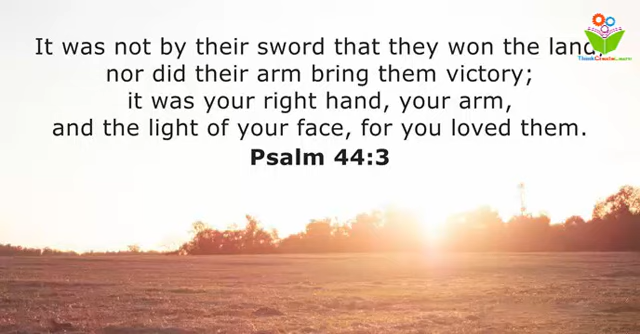 It was not by their sword that they won the land,
nor did their arm bring them victory;
it was your right hand, your arm,
and the light of your face, for you loved them.
Psalm 44:3
ThinkCreateLearn